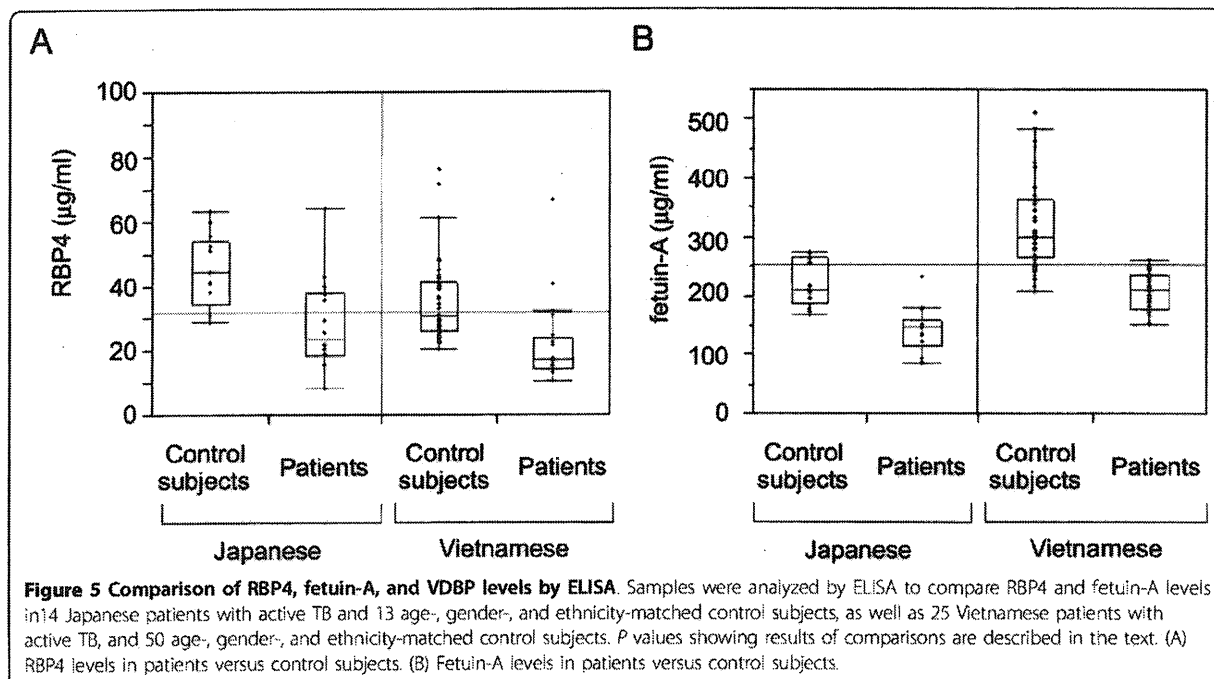 A
B
RBP4 (µg/ml)
100
80
60
40
20
0
Control subjects
Patients
Control subjects
Patients
Japanese
Vietnamese
fetuin-A (µg/ml)
500
400
300
200
100
0
Control subjects
Patients
Control subjects
Patients
Japanese
Vietnamese
Figure 5 Comparison of RBP4, fetuin-A, and VDBP levels by ELISA. Samples were analyzed by ELISA to compare RBP4 and fetuin-A levels
in14 Japanese patients with active TB and 13 age-, gender-, and ethnicity-matched control subjects, as well as 25 Vietnamese patients with
active TB, and 50 age-, gender-, and ethnicity-matched control subjects. P values showing results of comparisons are described in the text. (A)
RBP4 levels in patients versus control subjects. (B) Fetuin-A levels in patients versus control subjects.